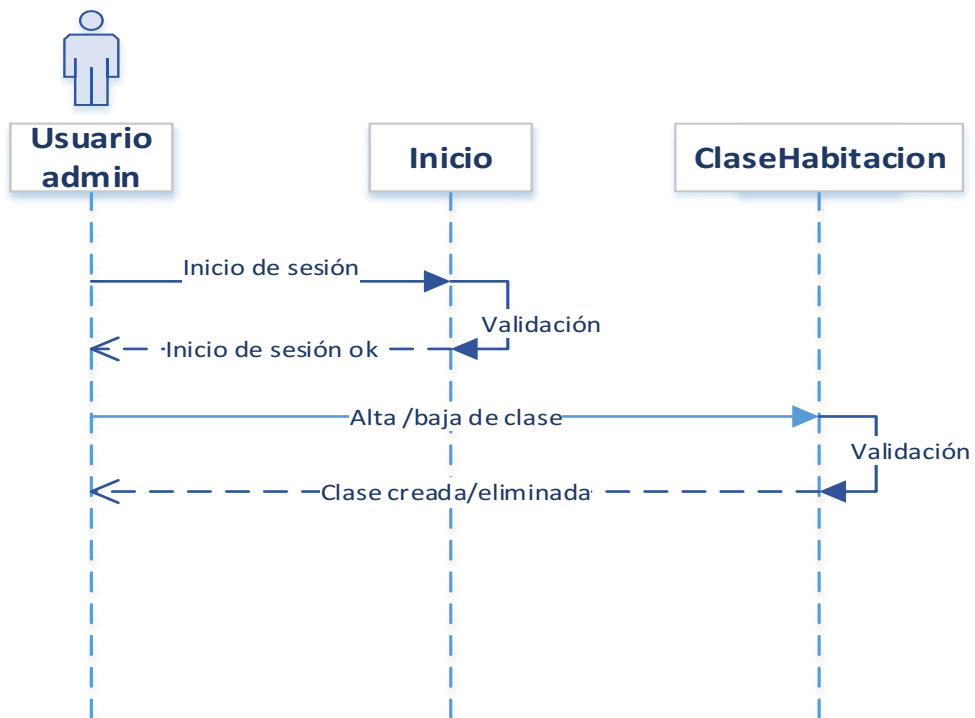 Usuario
admin
Inicio
ClaseHabitacion
Inicio de sesión
Validación
Inicio de sesión ok
Alta /baja de clase
Validación
Clase creada/eliminada